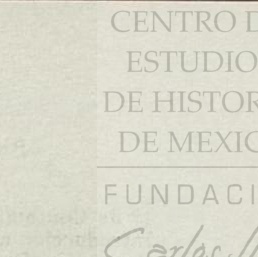 CENTRO D
ESTUDIO
DE HISTOR
DE MEXIC
FUNDACI
Carlos